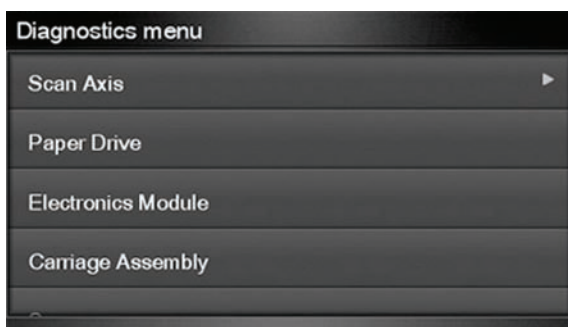 Diagnostics menu
Scan Axis
Paper Drive
Electronics Module
Carriage Assembly